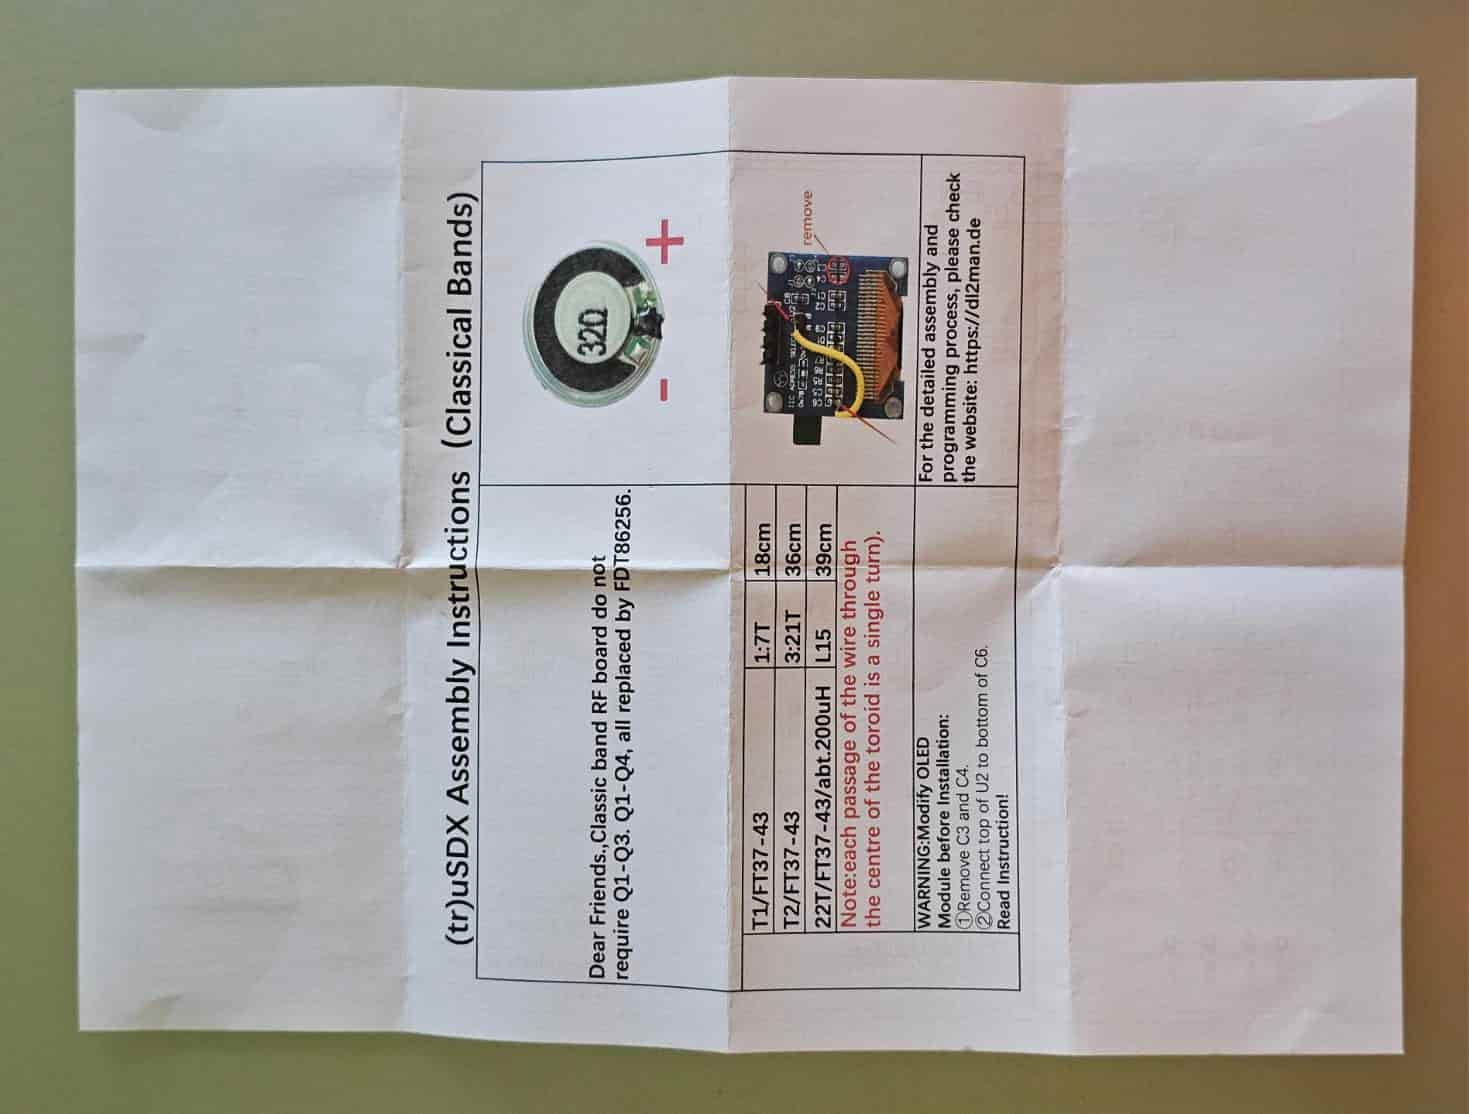 (tr)uSDX Assembly Instructions (Classical Bands)
Dear Friends.,Classic band RF board do not
require Q1-Q3. Q1-Q4, all replaced by FDT86256.
32Ω
- +
T1/FT37-43 1:7T 18cm
T2/FT37-43 3:21T 36cm
22T/FT37-43/abt.200uH L15 39cm
Note:each passage of the wire through
the centre of the toroid is a single turn).
remove
WARNING:Modify OLED
Module before Installation:
①Remove C3 and C4.
②Connect top of U2 to bottom of C6.
Read Instruction!
For the detailed assembly and
programming process, please check
the website: https://dl2man.de